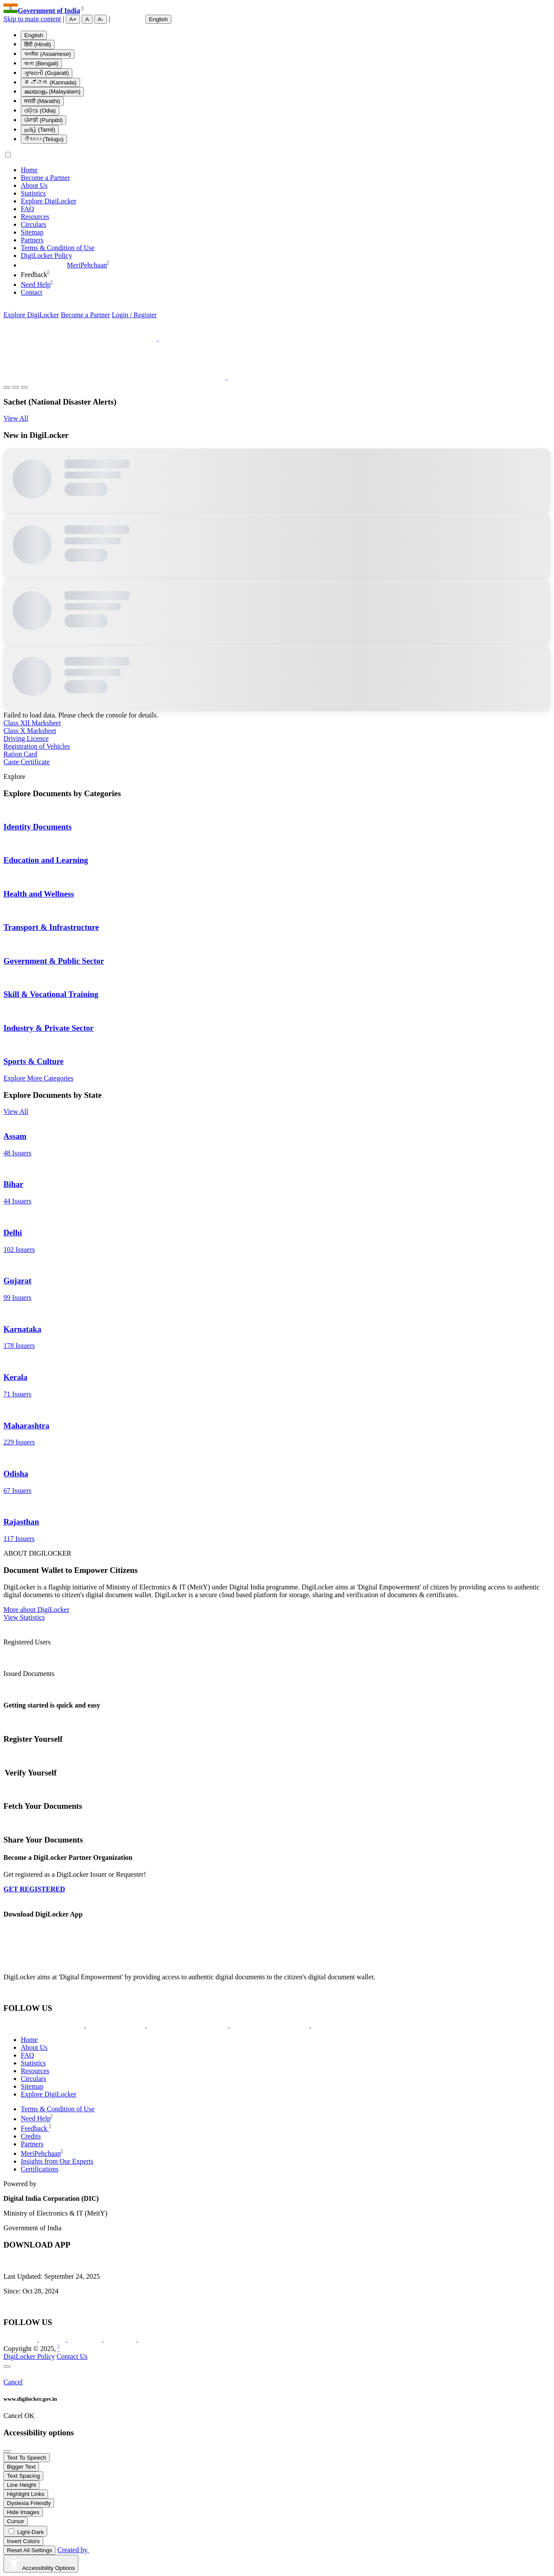 Government of India
Skip to main content | A+ A A- | English
English
हिंदी (Hindi)
অসমীয়া (Assamese)
বাংলা (Bengali)
ગુજરાતી (Gujarati)
ಕನ್ನಡ (Kannada)
മലയാളം (Malayalam)
मराठी (Marathi)
ଓଡ଼ିଆ (Odia)
ਪੰਜਾਬੀ (Punjabi)
தமிழ் (Tamil)
తెలుగు (Telugu)
Home
Become a Partner
About Us
Statistics
Explore DigiLocker
FAQ
Resources
Circulars
Sitemap
Partners
Terms & Condition of Use
DigiLocker Policy
MeriPehchaan
Feedback
Need Help
Contact
Explore DigiLocker Become a Partner Login / Register
Sachet (National Disaster Alerts)
View All
New in DigiLocker
Failed to load data. Please check the console for details.
Class XII Marksheet
Class X Marksheet
Driving Licence
Registration of Vehicles
Ration Card
Caste Certificate
Explore
Explore Documents by Categories
Identity Documents
Education and Learning
Health and Wellness
Transport & Infrastructure
Government & Public Sector
Skill & Vocational Training
Industry & Private Sector
Sports & Culture
Explore More Categories
Explore Documents by State
View All
Assam
48 Issuers
Bihar
44 Issuers
Delhi
102 Issuers
Gujarat
99 Issuers
Karnataka
178 Issuers
Kerala
71 Issuers
Maharashtra
229 Issuers
Odisha
67 Issuers
Rajasthan
117 Issuers
ABOUT DIGILOCKER
Document Wallet to Empower Citizens
DigiLocker is a flagship initiative of Ministry of Electronics & IT (MeitY) under Digital India programme. DigiLocker aims at 'Digital Empowerment' of citizen by providing access to authentic
digital documents to citizen's digital document wallet. DigiLocker is a secure cloud based platform for storage, sharing and verification of documents & certificates.
More about DigiLocker
View Statistics
Registered Users
Issued Documents
Getting started is quick and easy
Register Yourself
Verify Yourself
Fetch Your Documents
Share Your Documents
Become a DigiLocker Partner Organization
Get registered as a DigiLocker Issuer or Requester!
GET REGISTERED
Download DigiLocker App
DigiLocker aims at 'Digital Empowerment' by providing access to authentic digital documents to the citizen's digital document wallet.
FOLLOW US
Home
About Us
FAQ
Statistics
Resources
Circulars
Sitemap
Explore DigiLocker
Terms & Condition of Use
Need Help
Feedback
Credits
Partners
MeriPehchaan
Insights from Our Experts
Certifications
Powered by
Digital India Corporation (DIC)
Ministry of Electronics & IT (MeitY)
Government of India
DOWNLOAD APP
Last Updated: September 24, 2025
Since: Oct 28, 2024
FOLLOW US
Copyright © 2025,
DigiLocker Policy Contact Us
Cancel
www.digilocker.gov.in
Cancel OK
Accessibility options
Text To Speech
Bigger Text
Text Spacing
Line Height
Highlight Links
Dyslexia Friendly
Hide Images
Cursor
Light-Dark
Invert Colors
Reset All Settings Created by
Accessibility Options